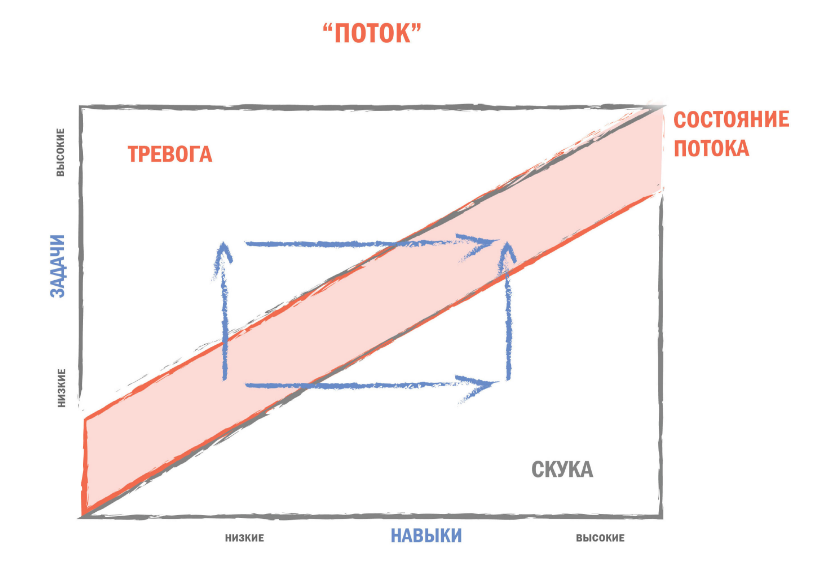 “ПОТОК”
СОСТОЯНИЕ
ПОТОКА
ТРЕВОГА
ВЫСОКИЕ
ЗАДАЧИ
НИЗКИЕ
СКУКА
НИЗКИЕ
НАВЫКИ
ВЫСОКИЕ